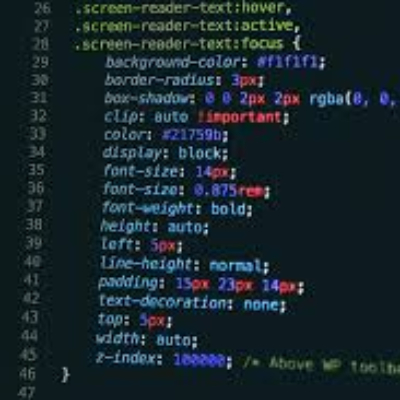 26 .screen-reader-text:hover,
27 .screen-reader-text:active,
28 .screen-reader-text:focus {
29 background-color: #f1f1f1;
30 border-radius: 3px;
31 box-shadow: 0 0 2px 2px rgba(0, 0,
32 clip: auto !important;
33 color: #21759b;
34 display: block;
35 font-size: 14px;
36 font-size: 0.875rem;
37 font-weight: bold;
38 height: auto;
39 left: 5px;
40 line-height: normal;
41 padding: 15px 23px 14px;
42 text-decoration: none;
43 top: 5px;
44 width: auto;
45 z-index: 100000; /* Above WP toolb
46 }
47